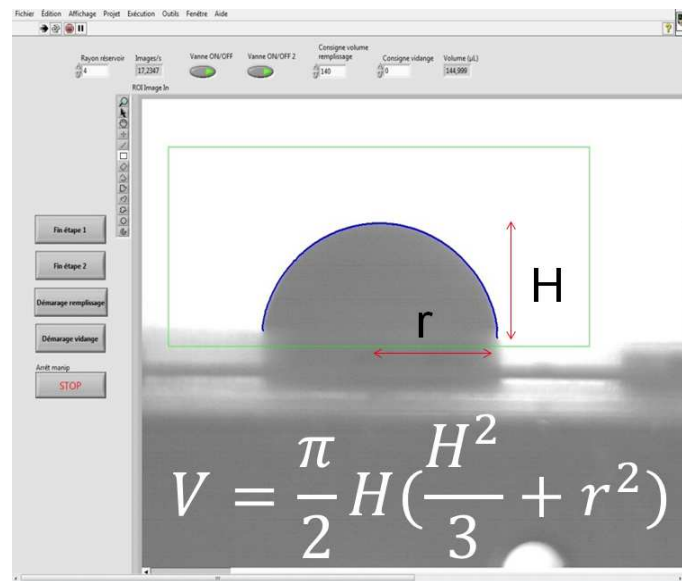 Fichier Édition Affichage Projet Exécution Outils Fenêtre Aide
Rayon réservoir
4
Images/s
17,2347
Vanne ON/OFF
Vanne ON/OFF 2
Consigne volume
remplissage
140
Consigne vidange
0
Volume (µL)
144,999
ROI Image In
Fin étape 1
Fin étape 2
Démarage remplissage
Démarage vidange
Arrêt manip
STOP
H
r
V = π/2 H(H²/3 + r²)